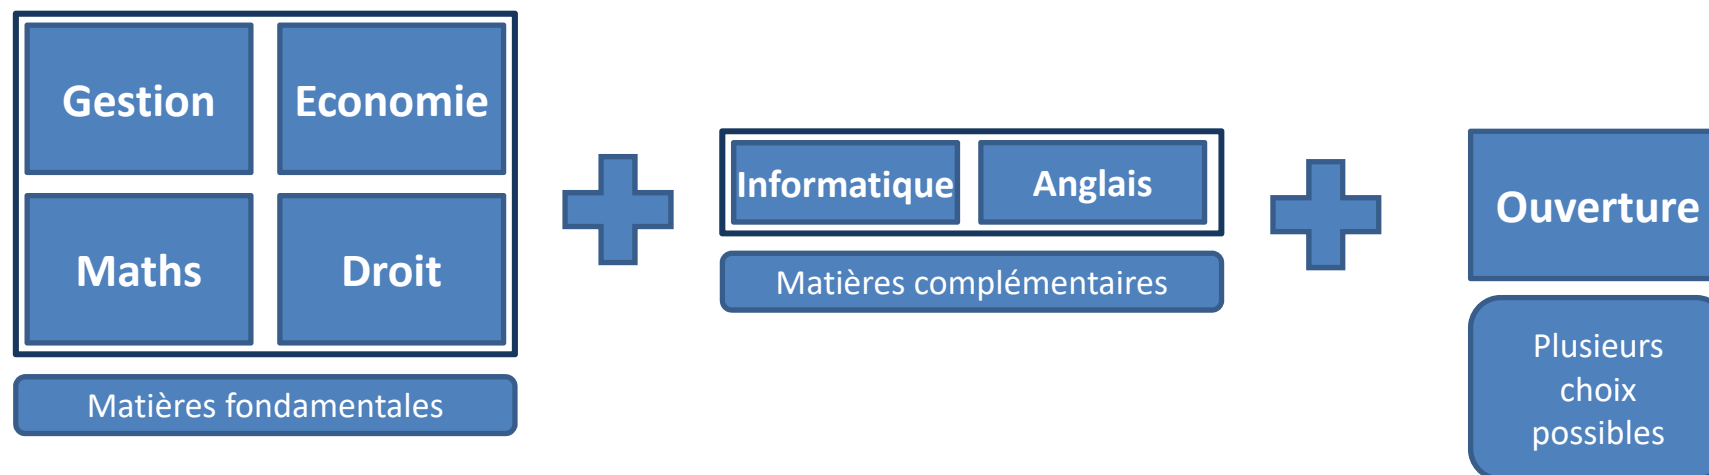 Gestion
Economie
Maths
Droit
Matières fondamentales
Informatique
Anglais
Matières complémentaires
Ouverture
Plusieurs
choix
possibles